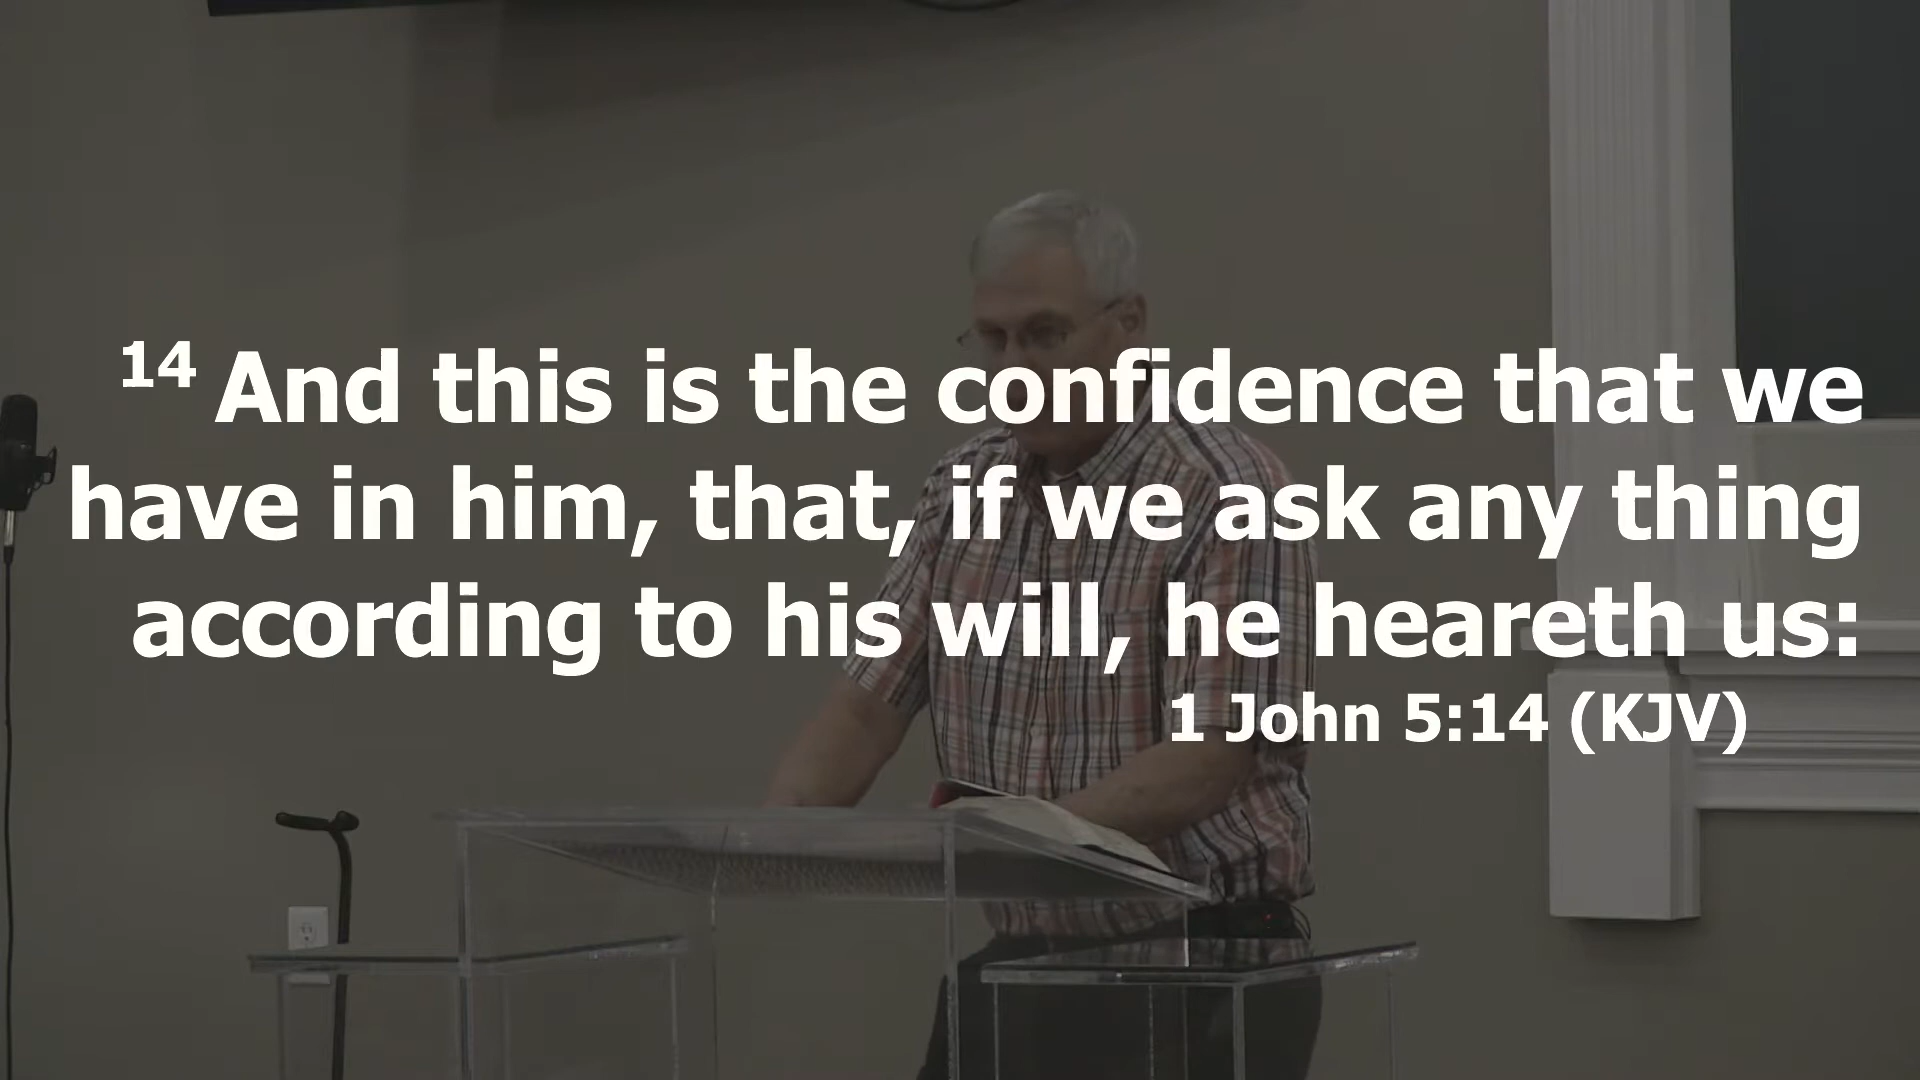 14 And this is the confidence that we
have in him, that, if we ask any thing
according to his will, he heareth us:
1 John 5:14 (KJV)